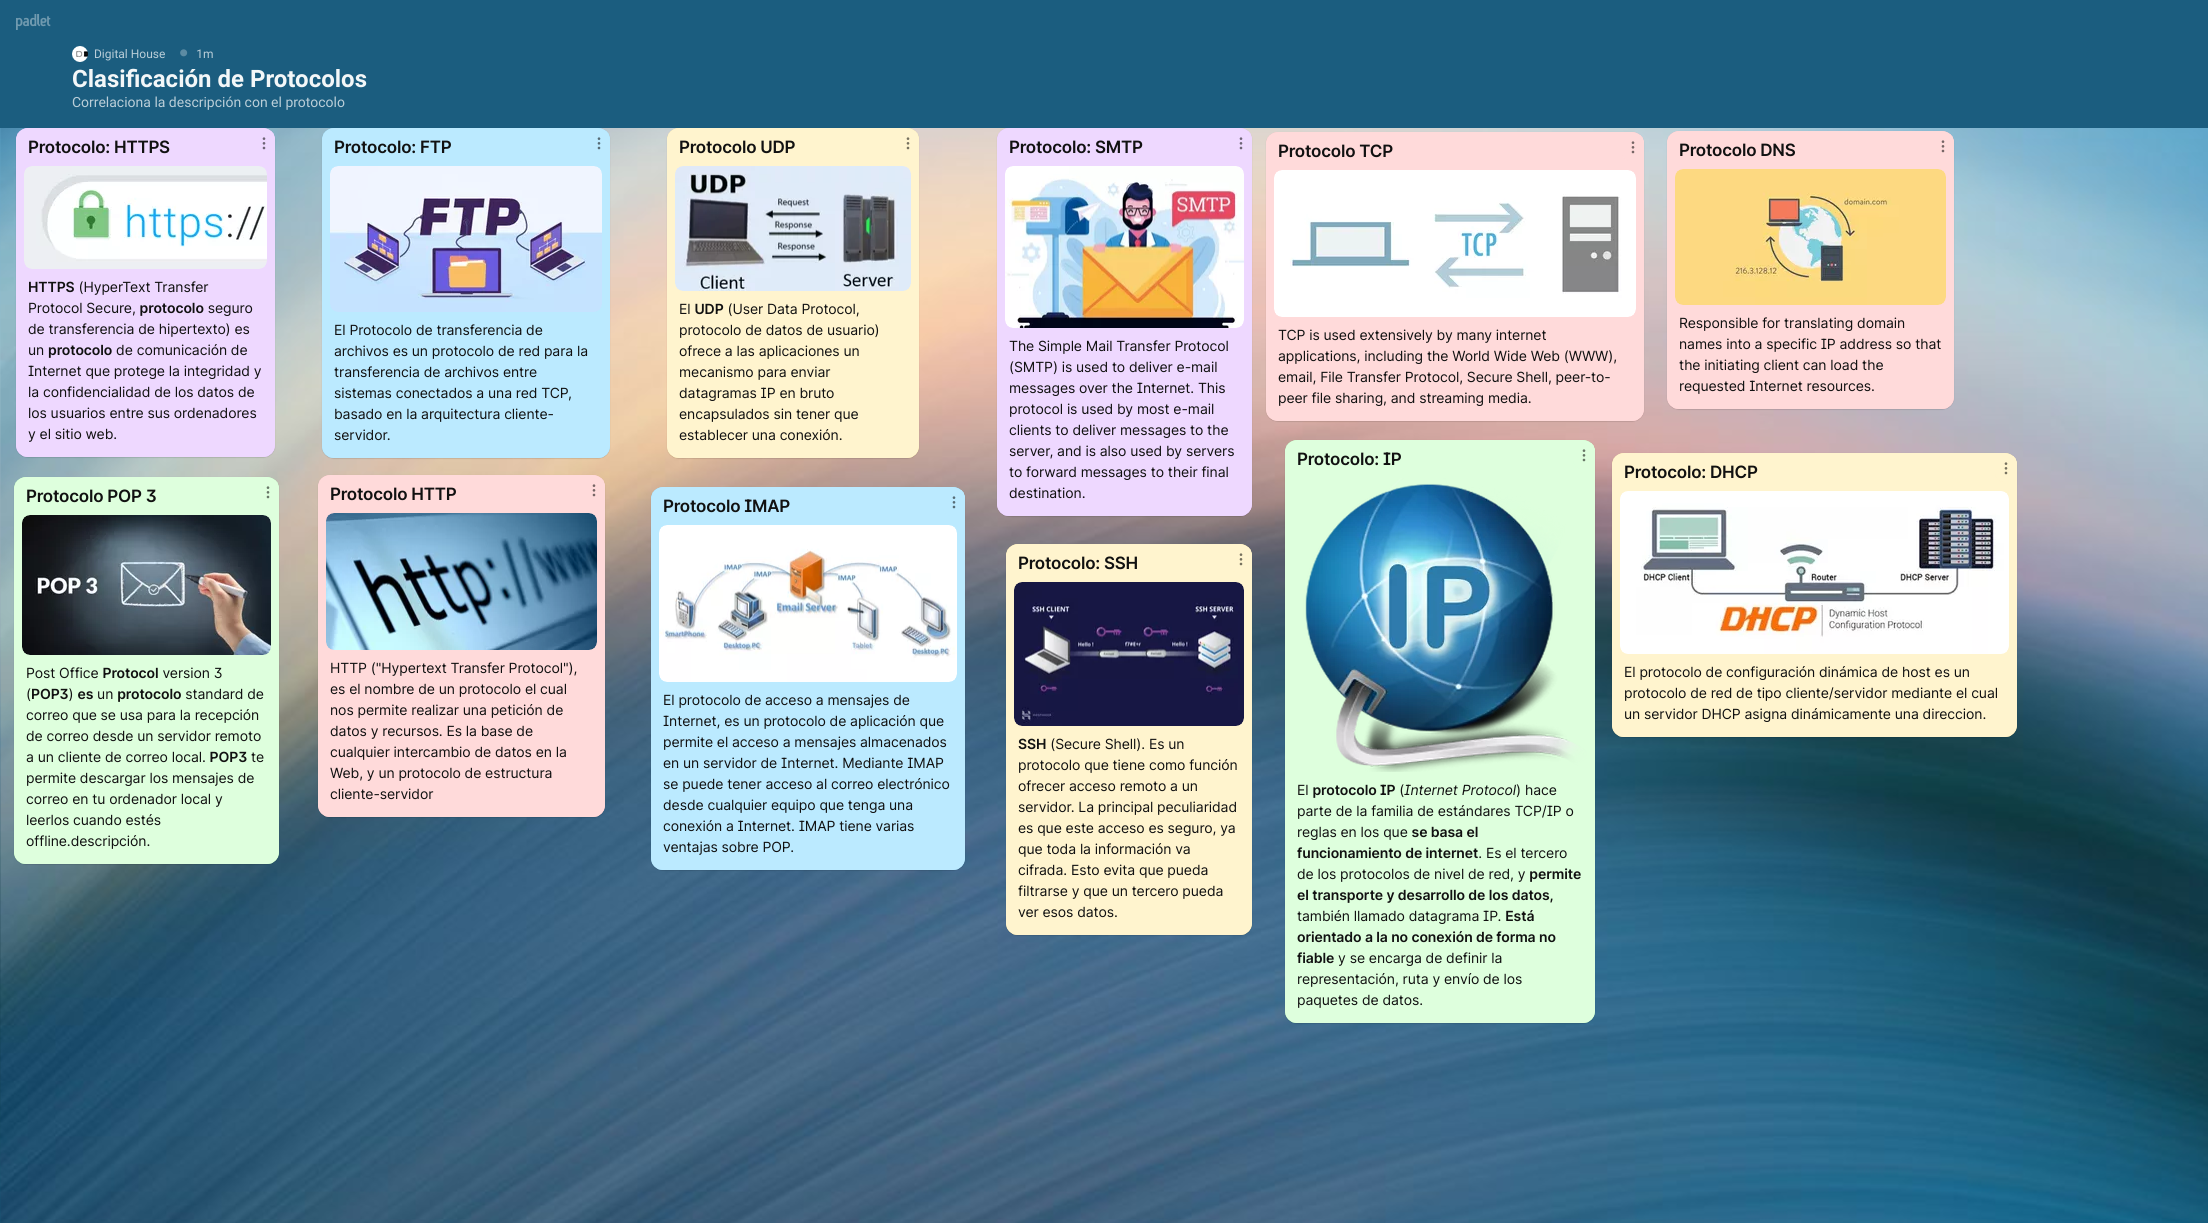 padlet
Digital House • 1m
Clasificación de Protocolos
Correlaciona la descripción con el protocolo
Protocolo: HTTPS
https://
HTTPS (HyperText Transfer
Protocol Secure, protocolo seguro
de transferencia de hipertexto) es
un protocolo de comunicación de
Internet que protege la integridad y
la confidencialidad de los datos de
los usuarios entre sus ordenadores
y el sitio web.
Protocolo: FTP
FTP
El Protocolo de transferencia de
archivos es un protocolo de red para la
transferencia de archivos entre
sistemas conectados a una red TCP,
basado en la arquitectura cliente-
servidor.
Protocolo UDP
UDP
Request
Response
Response
Client
Server
El UDP (User Data Protocol,
protocolo de datos de usuario)
ofrece a las aplicaciones un
mecanismo para enviar
datagramas IP en bruto
encapsulados sin tener que
establecer una conexión.
Protocolo: SMTP
SMTP
The Simple Mail Transfer Protocol
(SMTP) is used to deliver e-mail
messages over the Internet. This
protocol is used by most e-mail
clients to deliver messages to the
server, and is also used by servers
to forward messages to their final
destination.
Protocolo TCP
TCP
TCP is used extensively by many internet
applications, including the World Wide Web (WWW),
email, File Transfer Protocol, Secure Shell, peer-to-
peer file sharing, and streaming media.
Protocolo DNS
domain.com
216.3.128.12
Responsible for translating domain
names into a specific IP address so that
the initiating client can load the
requested Internet resources.
Protocolo POP 3
POP 3
Post Office Protocol version 3
(POP3) es un protocolo standard de
correo que se usa para la recepción
de correo desde un servidor remoto
a un cliente de correo local. POP3 te
permite descargar los mensajes de
correo en tu ordenador local y
leerlos cuando estés
offline.descripción.
Protocolo HTTP
http://www
HTTP ("Hypertext Transfer Protocol"),
es el nombre de un protocolo el cual
nos permite realizar una petición de
datos y recursos. Es la base de
cualquier intercambio de datos en la
Web, y un protocolo de estructura
cliente-servidor
Protocolo IMAP
IMAP
IMAP
IMAP
IMAP
Email Server
SmartPhone
Desktop PC
Tablet
Desktop PC
El protocolo de acceso a mensajes de
Internet, es un protocolo de aplicación que
permite el acceso a mensajes almacenados
en un servidor de Internet. Mediante IMAP
se puede tener acceso al correo electrónico
desde cualquier equipo que tenga una
conexión a Internet. IMAP tiene varias
ventajas sobre POP.
Protocolo: SSH
SSH CLIENT
SSH SERVER
Hello !
Hello !
SSH (Secure Shell). Es un
protocolo que tiene como función
ofrecer acceso remoto a un
servidor. La principal peculiaridad
es que este acceso es seguro, ya
que toda la información va
cifrada. Esto evita que pueda
filtrarse y que un tercero pueda
ver esos datos.
Protocolo: IP
IP
El protocolo IP (Internet Protocol) hace
parte de la familia de estándares TCP/IP o
reglas en los que se basa el
funcionamiento de internet. Es el tercero
de los protocolos de nivel de red, y permite
el transporte y desarrollo de los datos,
también llamado datagrama IP. Está
orientado a la no conexión de forma no
fiable y se encarga de definir la
representación, ruta y envío de los
paquetes de datos.
Protocolo: DHCP
DHCP Client
Router
DHCP Server
DHCP
Dynamic Host
Configuration Protocol
El protocolo de configuración dinámica de host es un
protocolo de red de tipo cliente/servidor mediante el cual
un servidor DHCP asigna dinámicamente una direccion.